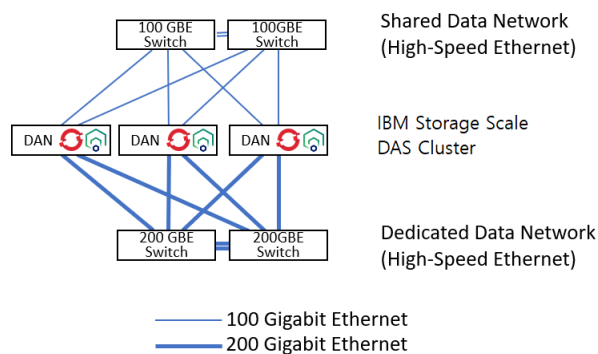 100 GBE
Switch
100GBE
Switch
Shared Data Network
(High-Speed Ethernet)
DAN
DAN
DAN
IBM Storage Scale
DAS Cluster
200 GBE
Switch
200GBE
Switch
Dedicated Data Network
(High-Speed Ethernet)
100 Gigabit Ethernet
200 Gigabit Ethernet